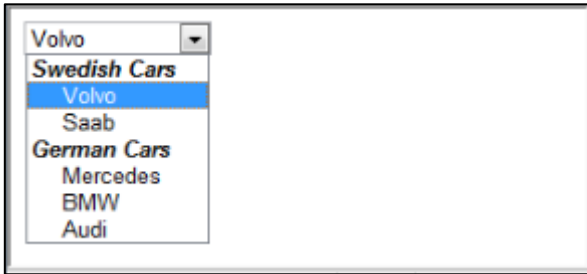 Volvo
Swedish Cars
Volvo
Saab
German Cars
Mercedes
BMW
Audi